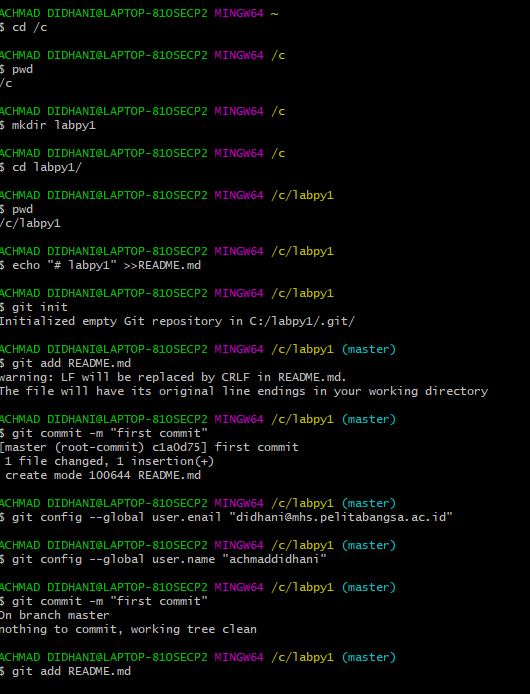 ACHMAD DIDHANI@LAPTOP-81OSECP2 MINGW64 ~
$ cd /c
ACHMAD DIDHANI@LAPTOP-81OSECP2 MINGW64 /c
$ pwd
/c
ACHMAD DIDHANI@LAPTOP-81OSECP2 MINGW64 /c
$ mkdir labpy1
ACHMAD DIDHANI@LAPTOP-81OSECP2 MINGW64 /c
$ cd labpy1/
ACHMAD DIDHANI@LAPTOP-81OSECP2 MINGW64 /c/labpy1
$ pwd
/c/labpy1
ACHMAD DIDHANI@LAPTOP-81OSECP2 MINGW64 /c/labpy1
$ echo "# labpy1" >>README.md
ACHMAD DIDHANI@LAPTOP-81OSECP2 MINGW64 /c/labpy1
$ git init
Initialized empty Git repository in C:/labpy1/.git/
ACHMAD DIDHANI@LAPTOP-81OSECP2 MINGW64 /c/labpy1 (master)
$ git add README.md
warning: LF will be replaced by CRLF in README.md.
The file will have its original line endings in your working directory
ACHMAD DIDHANI@LAPTOP-81OSECP2 MINGW64 /c/labpy1 (master)
$ git commit -m "first commit"
[master (root-commit) c1a0d75] first commit
1 file changed, 1 insertion(+)
create mode 100644 README.md
ACHMAD DIDHANI@LAPTOP-81OSECP2 MINGW64 /c/labpy1 (master)
$ git config --global user.enail "didhani@mhs.pelitabangsa.ac.id"
ACHMAD DIDHANI@LAPTOP-81OSECP2 MINGW64 /c/labpy1 (master)
$ git config --global user.name "achmaddidhani"
ACHMAD DIDHANI@LAPTOP-81OSECP2 MINGW64 /c/labpy1 (master)
$ git commit -m "first commit"
On branch master
nothing to commit, working tree clean
ACHMAD DIDHANI@LAPTOP-81OSECP2 MINGW64 /c/labpy1 (master)
$ git add README.md